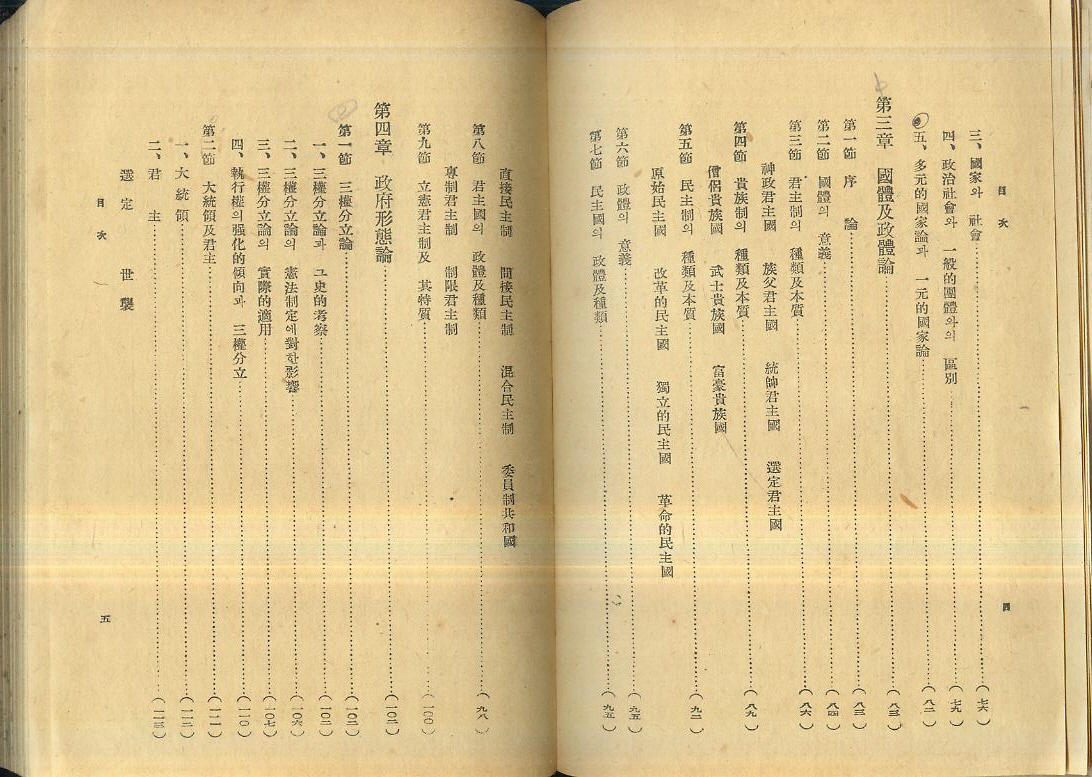 目次
三、國家와 社會 (七六)
四、政治社會와 一般的團體와의 區別 (七九)
五、多元的國家論과 一元的國家論 (八二)
第三章 國體及政體論 (八三)
第一節 序論 (八三)
第二節 國體의 意義 (八四)
第三節 君主制의 種類及本質 (八六)
神政君主國 族父君主國 統帥君主國 選定君主國
第四節 貴族制의 種類及本質 (八九)
僧侶貴族國 武士貴族國 富豪貴族國
第五節 民主制의 種類及本質 (九二)
原始民主國 改革的民主國 獨立的民主國 革命的民主國
第六節 政體의 意義 (九五)
第七節 民主國의 政體及種類 (九五)
四
直接民主制 間接民主制 混合民主制 委員制共和國
第八節 君主國의 政體及種類 (九八)
專制君主制 制限君主制
第九節 立憲君主制及 其特質 (一〇〇)
第四章 政府形態論 (一〇二)
第一節 三權分立論 (一〇二)
一、三權分立論과 그史的考察 (一〇二)
二、三權分立論의 憲法制定에對한影響 (一〇六)
三、三權分立論의 實際的適用 (一〇七)
四、執行權의强化的傾向과 三權分立 (一一〇)
第二節 大統領及君主 (一一一)
一、大統領 (一一二)
二、君主 (一一三)
選定 世襲
目次
五